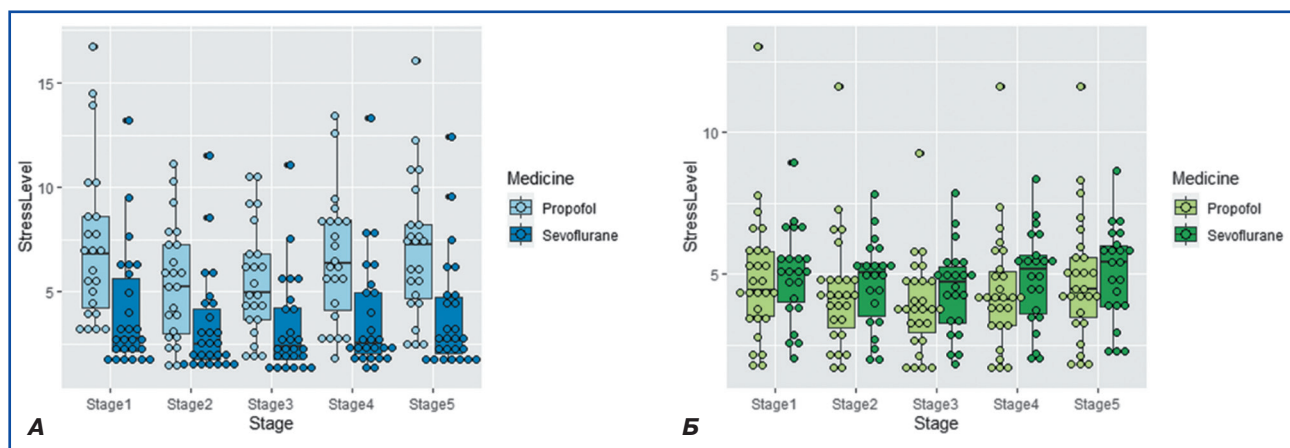 StressLevel
15
10
5
Stage1 Stage2 Stage3 Stage4 Stage5
Stage
Medicine
Propofol
Sevoflurane
А
StressLevel
10
5
Stage1 Stage2 Stage3 Stage4 Stage5
Stage
Medicine
Propofol
Sevoflurane
Б